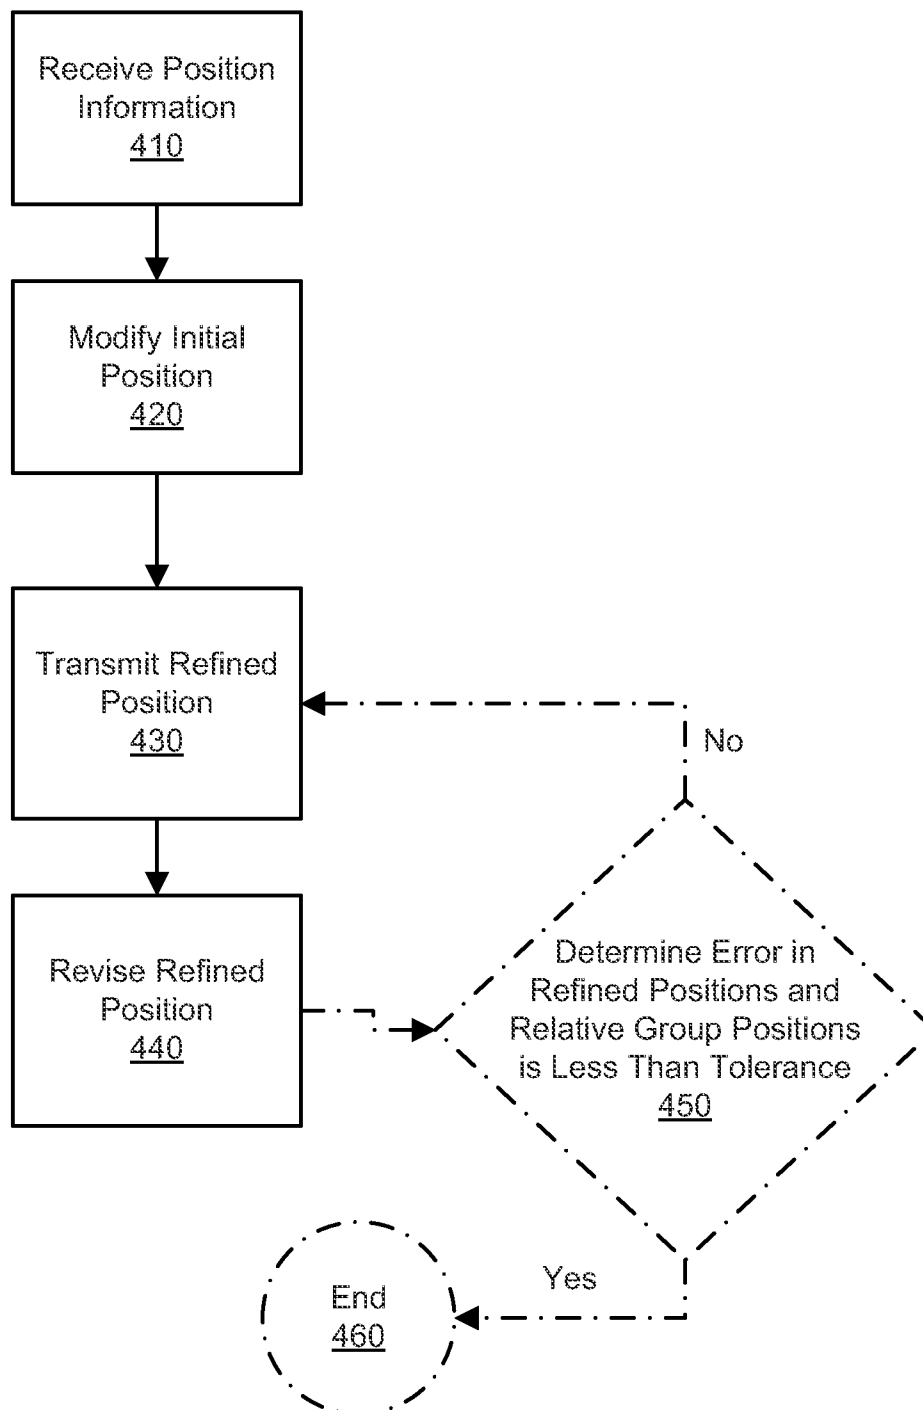 Receive Position
Information
410
Modify Initial
Position
420
Transmit Refined
Position
430
No
Revise Refined
Position
440
Determine Error in
Refined Positions and
Relative Group Positions
is Less Than Tolerance
450
Yes
End
460